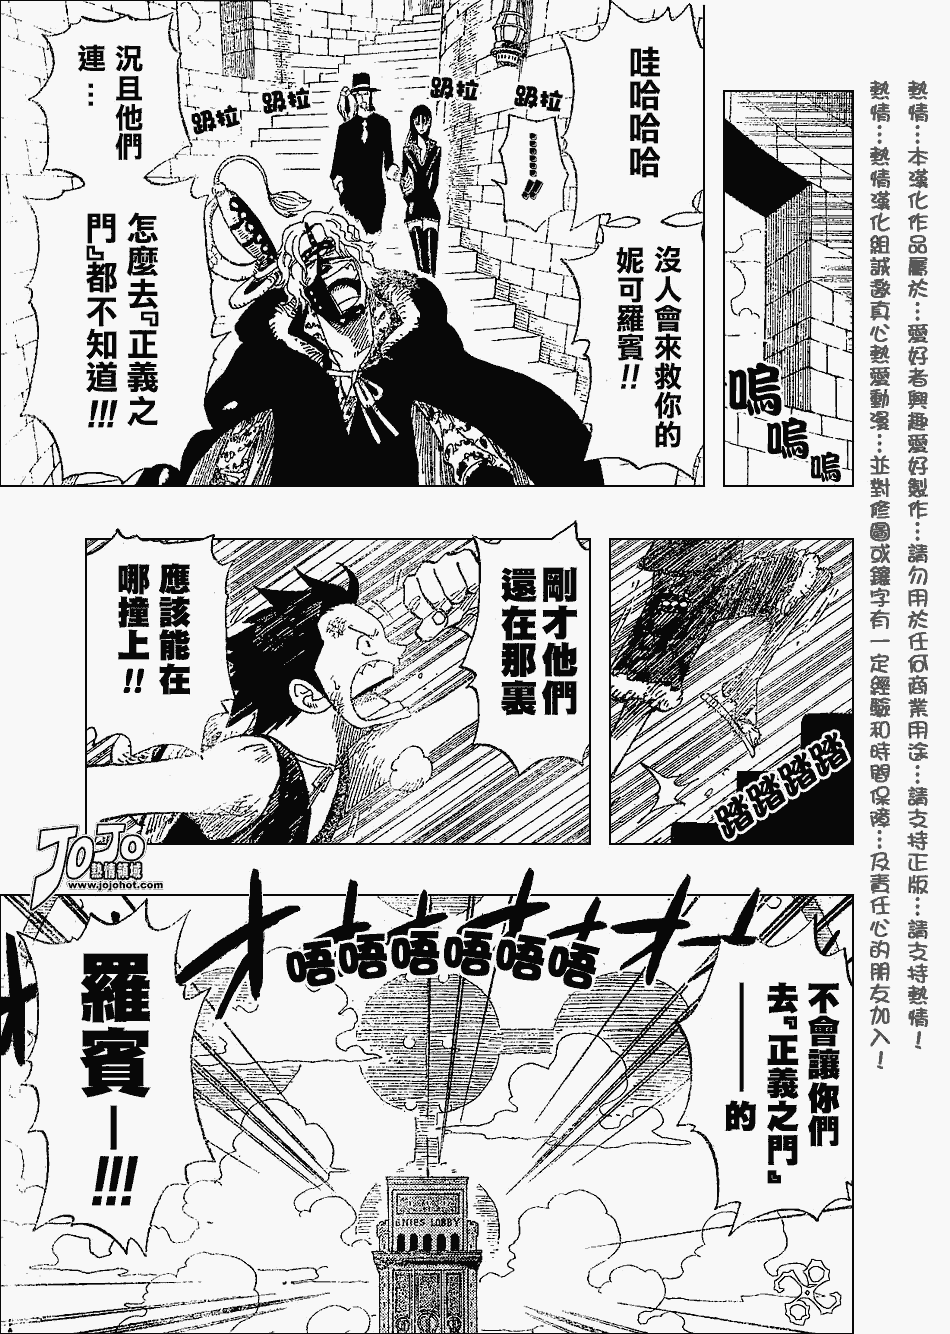 熱情…本漢化作品屬於…愛好者興趣愛好製作…請勿用於任何商業用途…請支持正版…請支持熱情！
熱情…熱情漢化組誠邀真心熱愛動漫…並對修圖或鑲字有一定經驗和時間保障…及責任心的朋友加入！
嗚
嗚
嗚
哇哈哈哈
沒人會來救你的
妮可羅賓!!
……!!
趿拉
趿拉
趿拉
趿拉
況且他們
連…
怎麼去『正義之
門』都不知道!!!
踏踏踏踏
剛才他們
還在那裏
應該能在
哪撞上!!
JOJO
熱情領域
www.jojohot.com
不會讓你們
去『正義之門』
——的
唔唔唔唔唔唔
羅賓—!!!
ENIES LOBBY